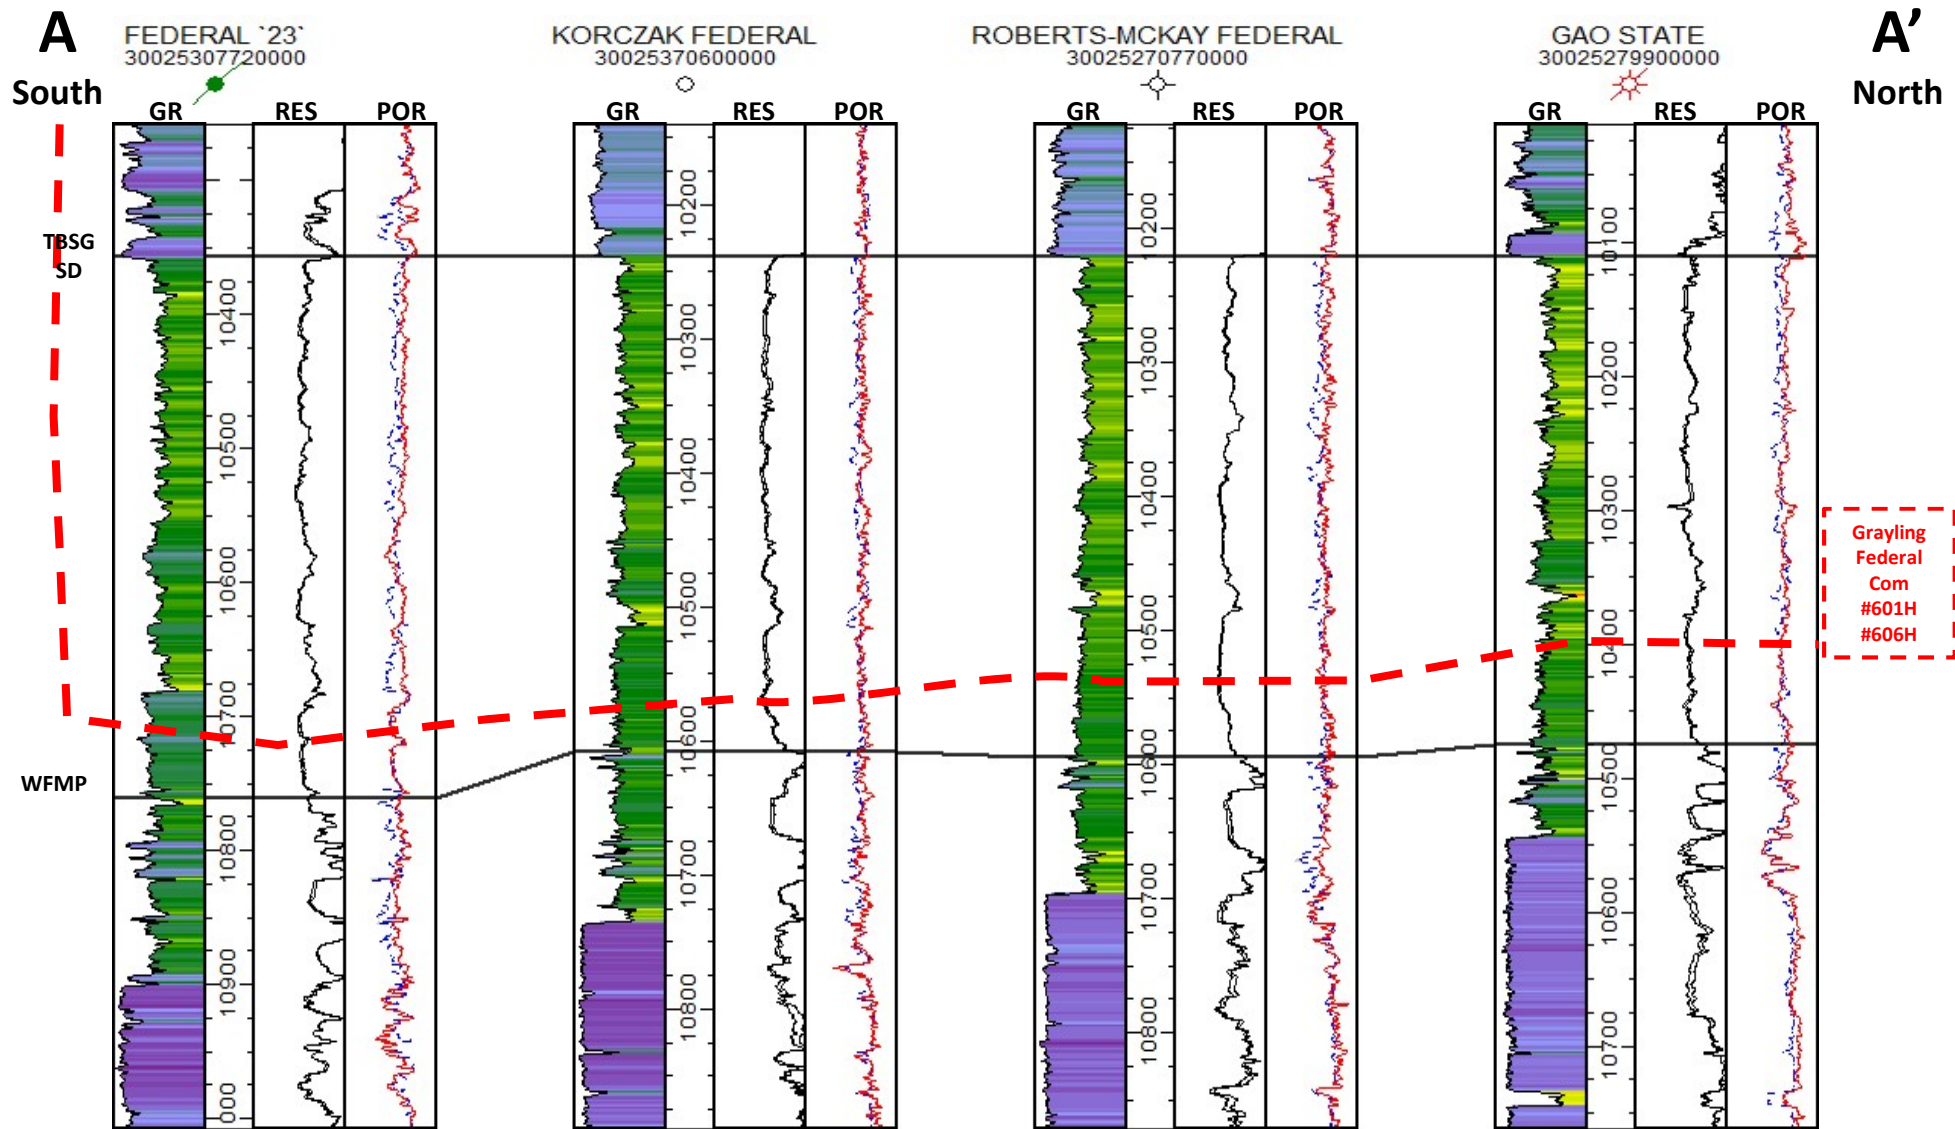 A
South
FEDERAL `23`
30025307720000
KORCZAK FEDERAL
30025370600000
ROBERTS-MCKAY FEDERAL
30025270770000
GAO STATE
30025279900000
A’
North
GR RES POR
GR RES POR
GR RES POR
GR RES POR
TBSG
SD
WFMP
10400
10500
10600
10700
10800
10900
000
10200
10300
10400
10500
10600
10700
10800
10200
10300
10400
10500
10600
10700
10800
10100
10200
10300
10400
10500
10600
10700
Grayling
Federal
Com
#601H
#606H